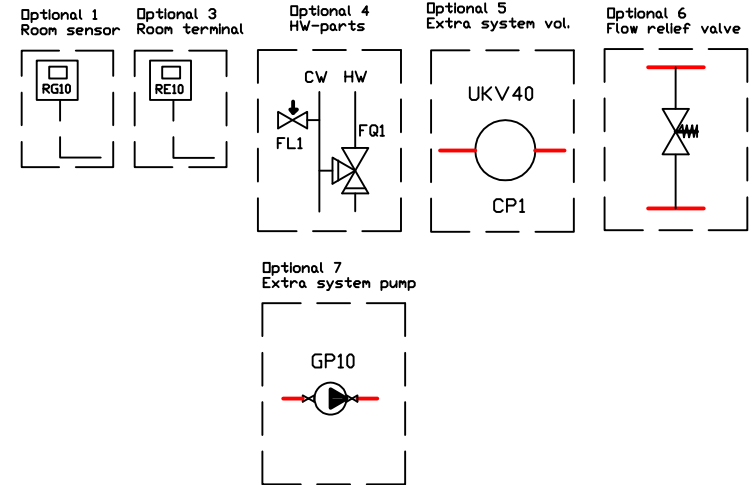 Optional 1
Room sensor
RG10
Optional 3
Room terminal
RE10
Optional 4
HW-parts
CW HW
FQ1
FL1
Optional 5
Extra system vol.
UKV40
CP1
Optional 6
Flow relief valve
Optional 7
Extra system pump
GP10